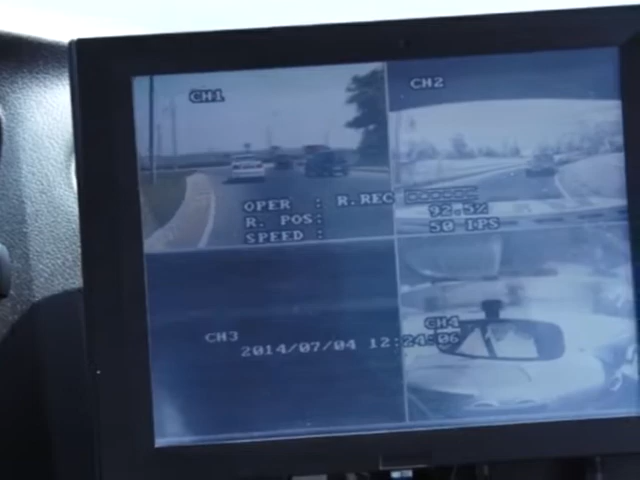 CH1
CH2
OPER : R.REC
92.5%
R. POS:
SPEED :
50 IPS
CH3
CH4
2014/07/04 12:24:06